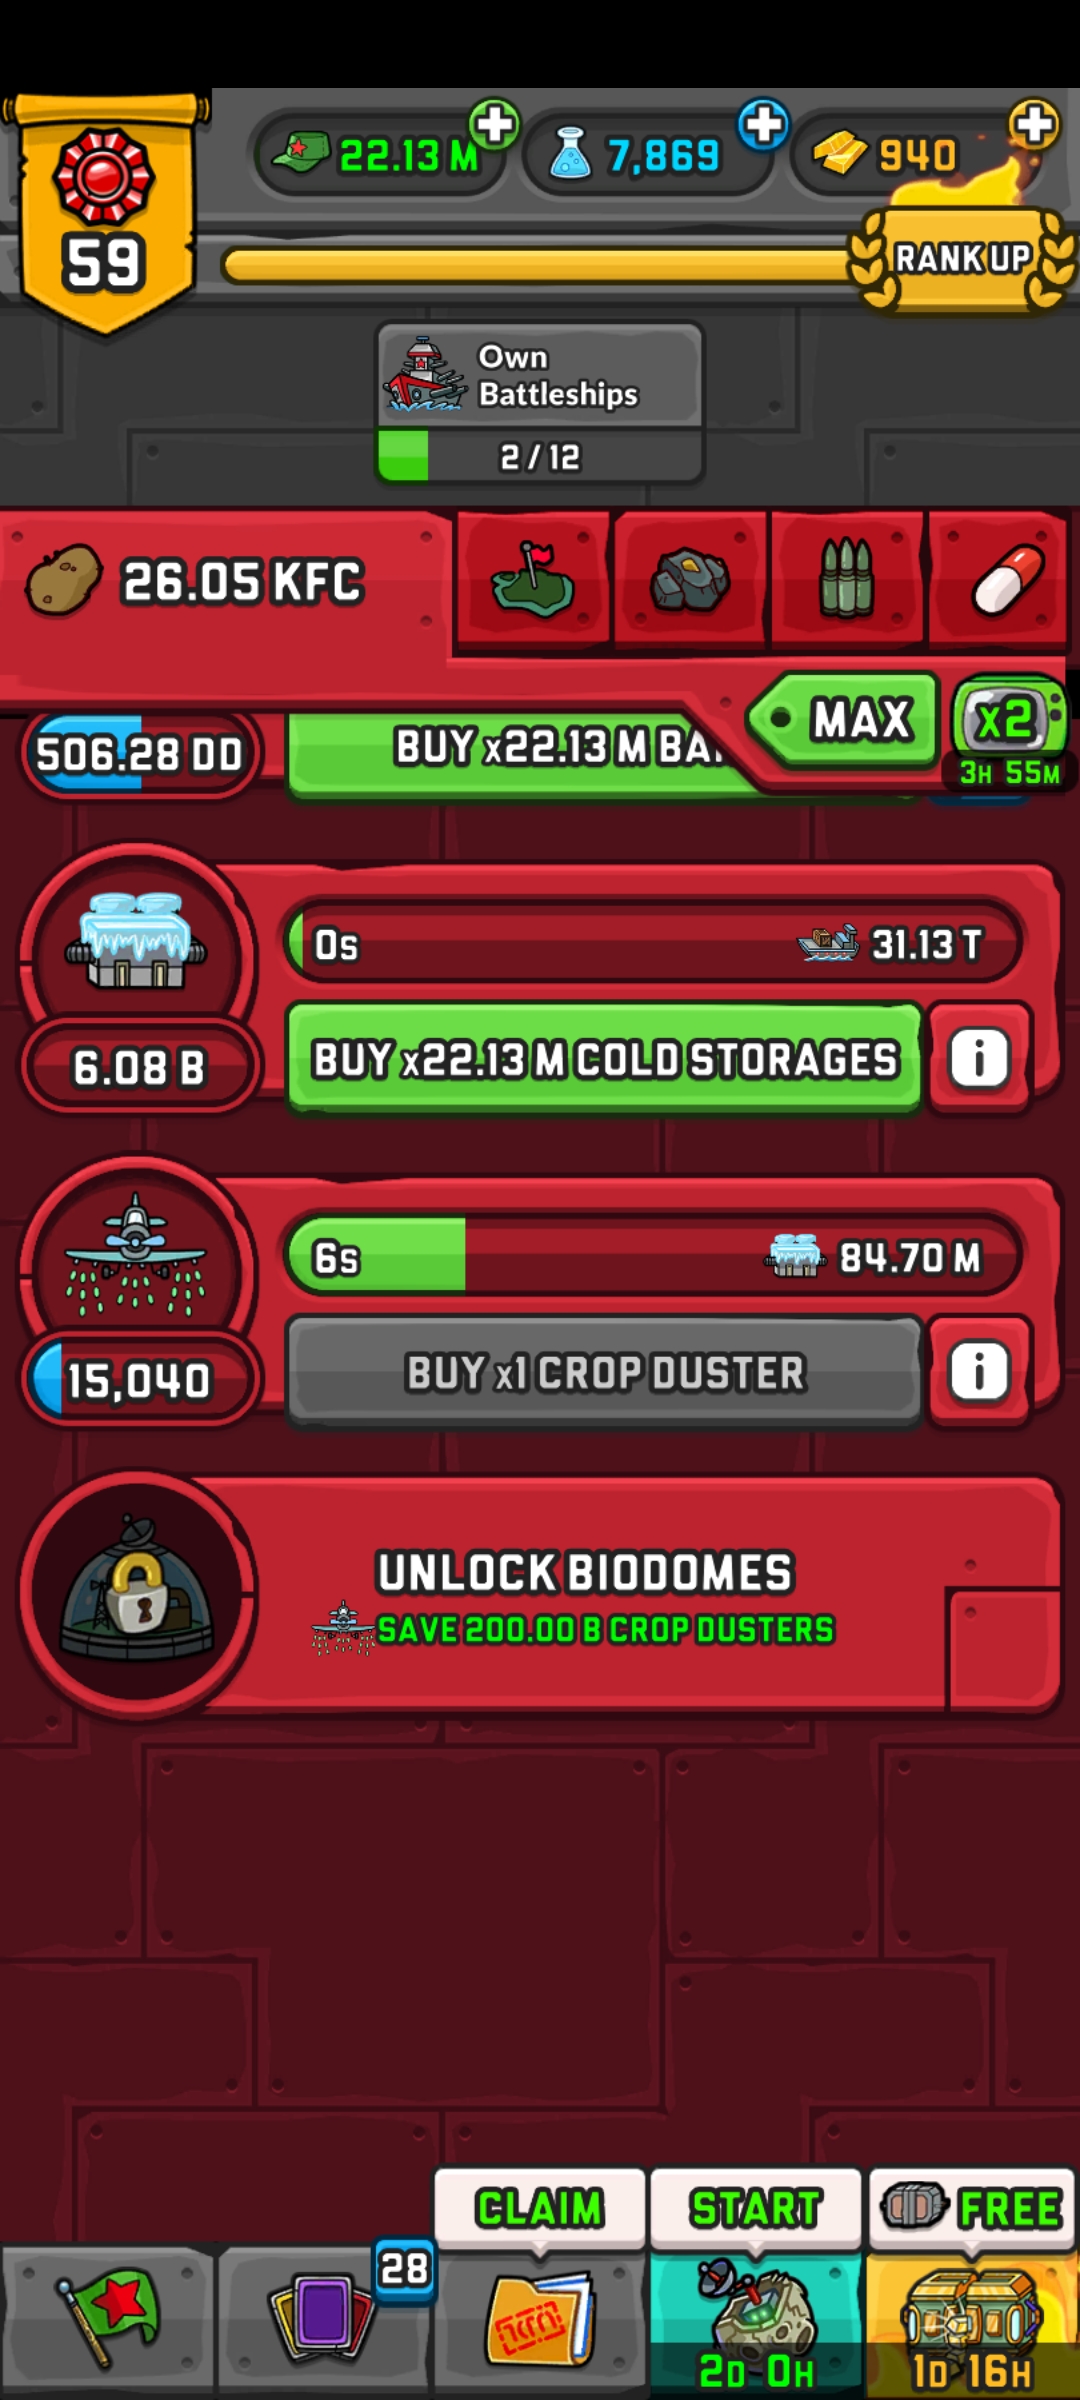 22.13 M
7,869
940
59
RANK UP
Own
Battleships
2 / 12
26.05 KFC
MAX
x2
3H 55M
506.28 DD
BUY x22.13 M BA
0s
31.13 T
6.08 B
BUY x22.13 M COLD STORAGES
i
6s
84.70 M
15,040
BUY x1 CROP DUSTER
i
UNLOCK BIODOMES
SAVE 200.00 B CROP DUSTERS
CLAIM
START
FREE
28
2D 0H
1D 16H